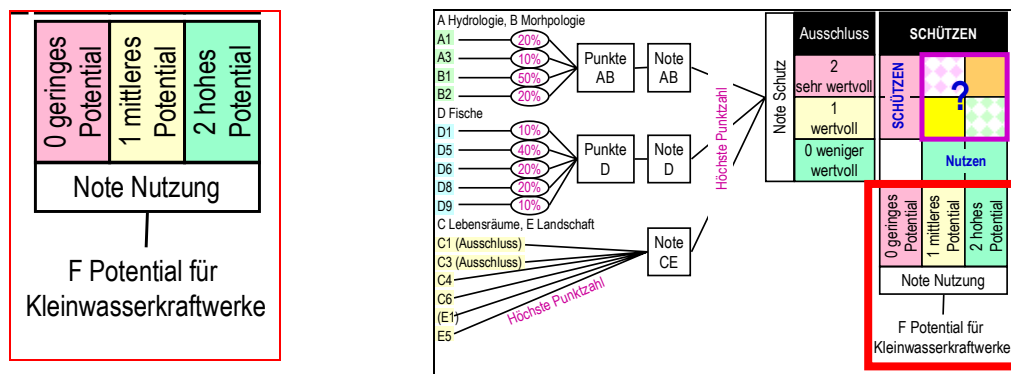 0 geringes
Potential
1 mittleres
Potential
2 hohes
Potential
Note Nutzung
F Potential für
Kleinwasserkraftwerke
A Hydrologie, B Morhpologie
A1
20%
A3
10%
B1
50%
B2
20%
Punkte
AB
Note
AB
D Fische
D1
10%
D5
40%
D6
20%
D8
20%
D9
10%
Punkte
D
Note
D
C Lebensräume, E Landschaft
C1 (Ausschluss)
C3 (Ausschluss)
C4
C6
(E1)
E5
Höchste Punktzahl
Note
CE
Höchste Punktzahl
Note Schutz
Ausschluss
SCHÜTZEN
2
sehr wertvoll
1
wertvoll
0 weniger
wertvoll
SCHÜTZEN
?
Nutzen
0 geringes
Potential
1 mittleres
Potential
2 hohes
Potential
Note Nutzung
F Potential für
Kleinwasserkraftwerke